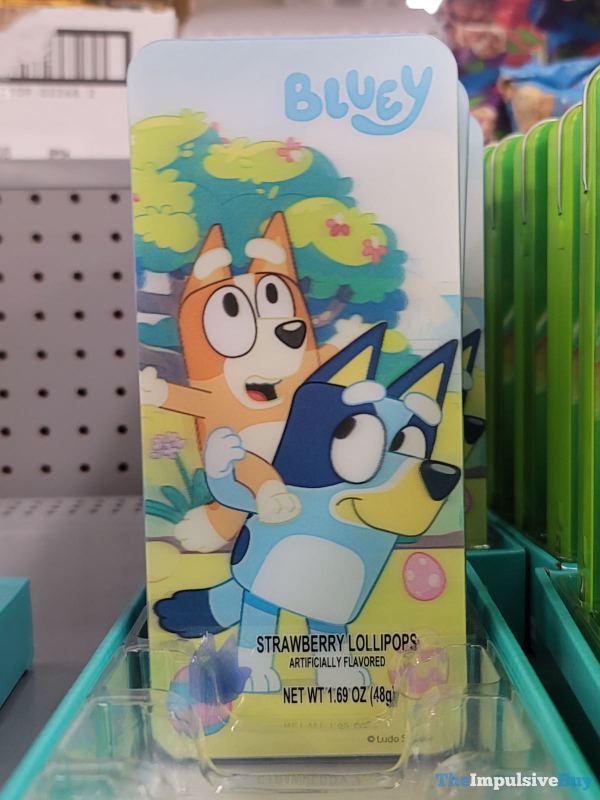 BLUEY
STRAWBERRY LOLLIPOPS
ARTIFICIALLY FLAVORED
NET WT 1.69 OZ (48g)
© Ludo
TheImpulsiveBuy